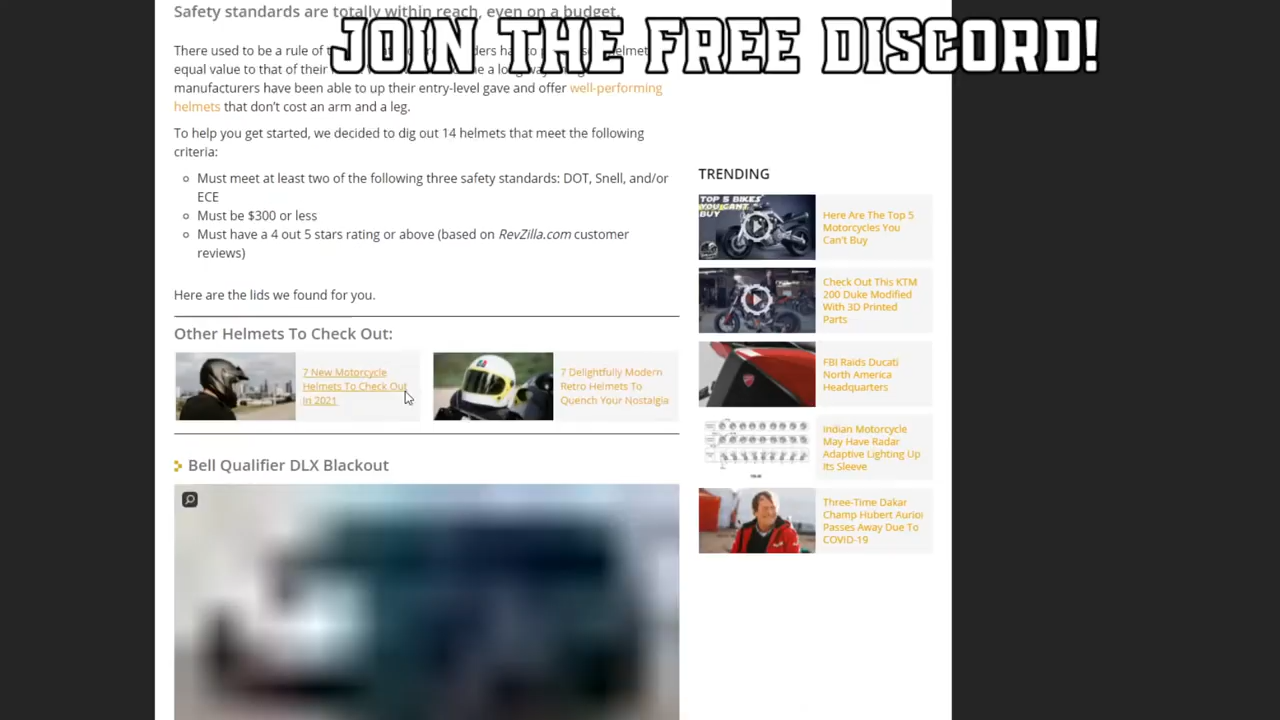 JOIN THE FREE DISCORD!
Safety standards are totally within reach, even on a budget.
There used to be a rule of
equal value to that of their
manufacturers have been able to up their entry-level gave and offer well-performing
helmets that don't cost an arm and a leg.
To help you get started, we decided to dig out 14 helmets that meet the following
criteria:
Must meet at least two of the following three safety standards: DOT, Snell, and/or
ECE
Must be $300 or less
Must have a 4 out 5 stars rating or above (based on RevZilla.com customer
reviews)
Here are the lids we found for you.
Other Helmets To Check Out:
7 New Motorcycle
Helmets To Check Out
In 2021
7 Delightfully Modern
Retro Helmets To
Quench Your Nostalgia
Bell Qualifier DLX Blackout
TRENDING
TOP 5 BIKES
YOU CANT
BUY
Here Are The Top 5
Motorcycles You
Can't Buy
Check Out This KTM
200 Duke Modified
With 3D Printed
Parts
FBI Raids Ducati
North America
Headquarters
Indian Motorcycle
May Have Radar
Adaptive Lighting Up
Its Sleeve
Three-Time Dakar
Champ Hubert Auriol
Passes Away Due To
COVID-19